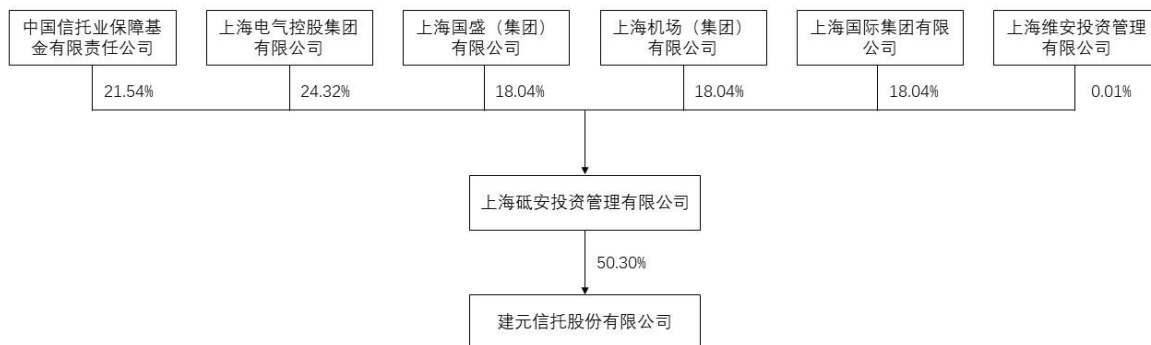 中国信托业保障基
金有限责任公司
上海电气控股集团
有限公司
上海国盛（集团）
有限公司
上海机场（集团）
有限公司
上海国际集团有限
公司
上海维安投资管理
有限公司
21.54%
24.32%
18.04%
18.04%
18.04%
0.01%
上海砥安投资管理有限公司
50.30%
建元信托股份有限公司